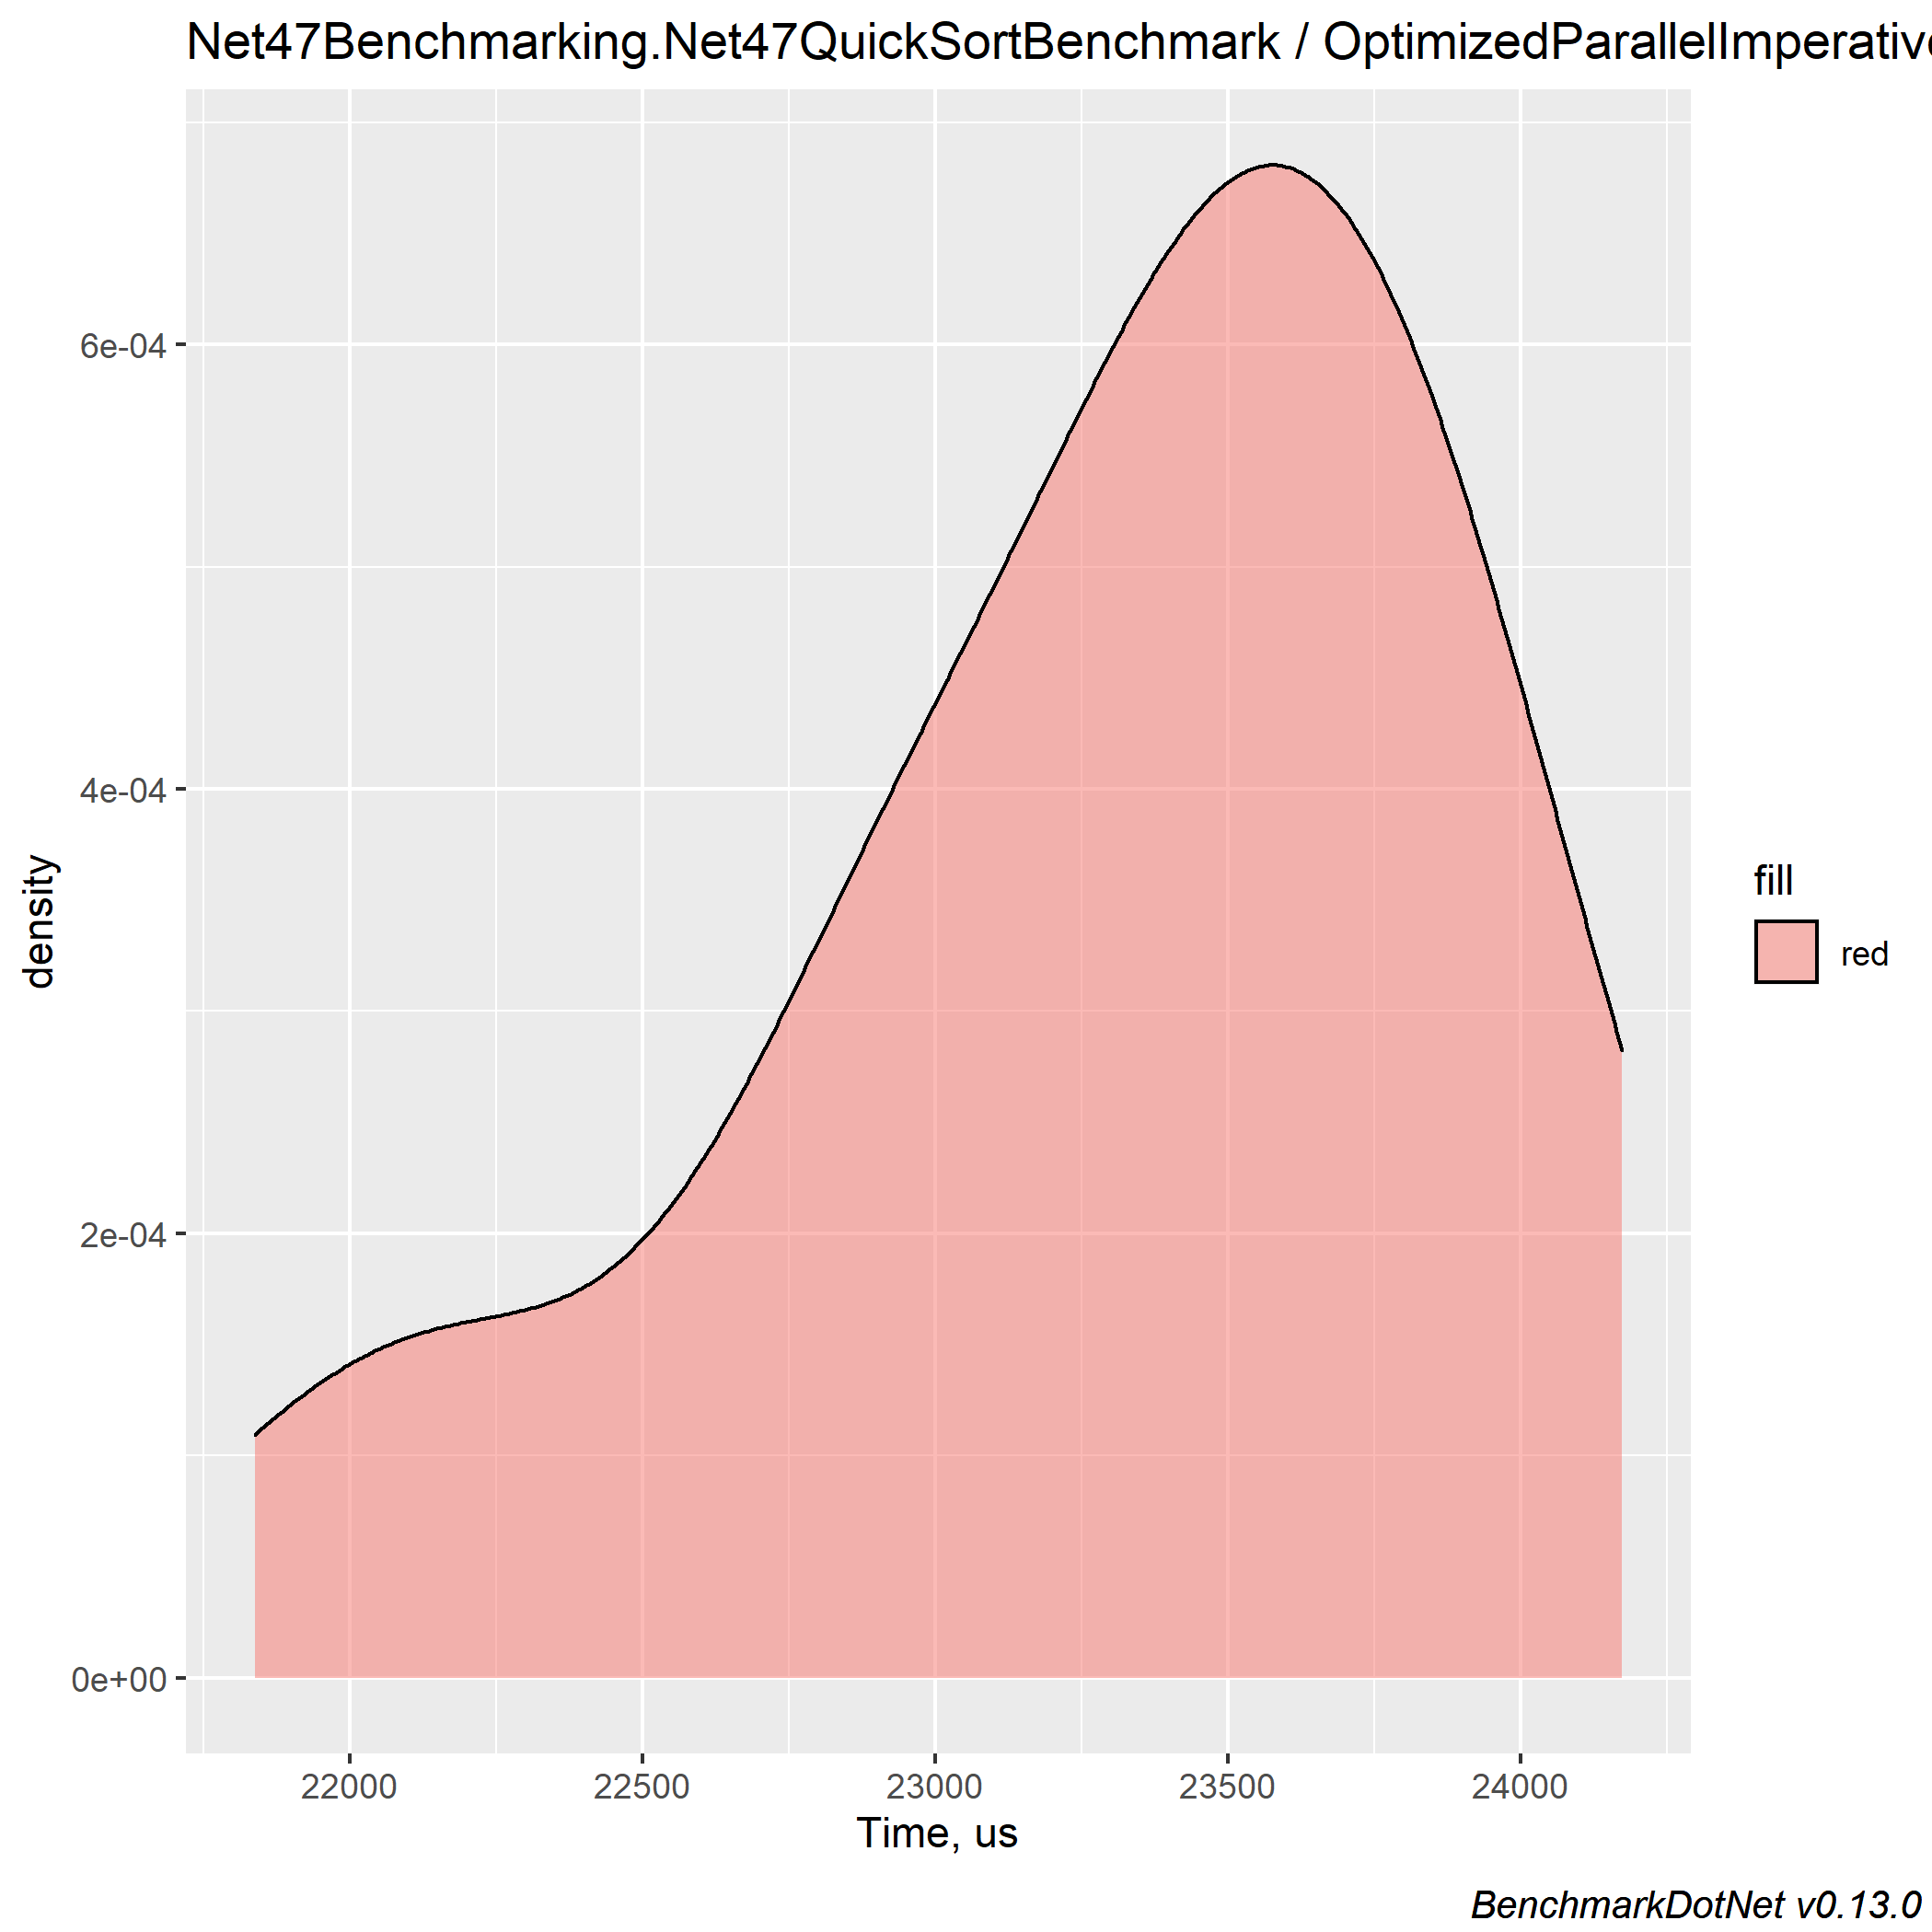 Net47Benchmarking.Net47QuickSortBenchmark / OptimizedParallelImperative
6e-04
4e-04
2e-04
0e+00
density
22000 22500 23000 23500 24000
Time, us
fill
red
BenchmarkDotNet v0.13.0